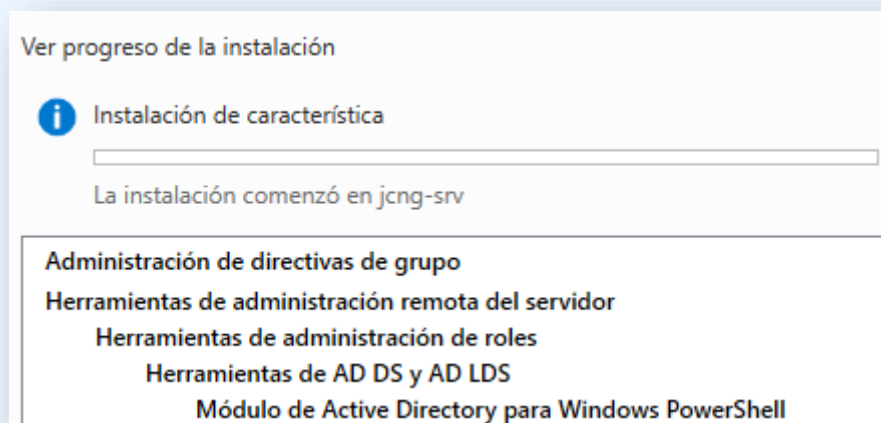 Ver progreso de la instalación
Instalación de característica
La instalación comenzó en jcng-srv
Administración de directivas de grupo
Herramientas de administración remota del servidor
Herramientas de administración de roles
Herramientas de AD DS y AD LDS
Módulo de Active Directory para Windows PowerShell